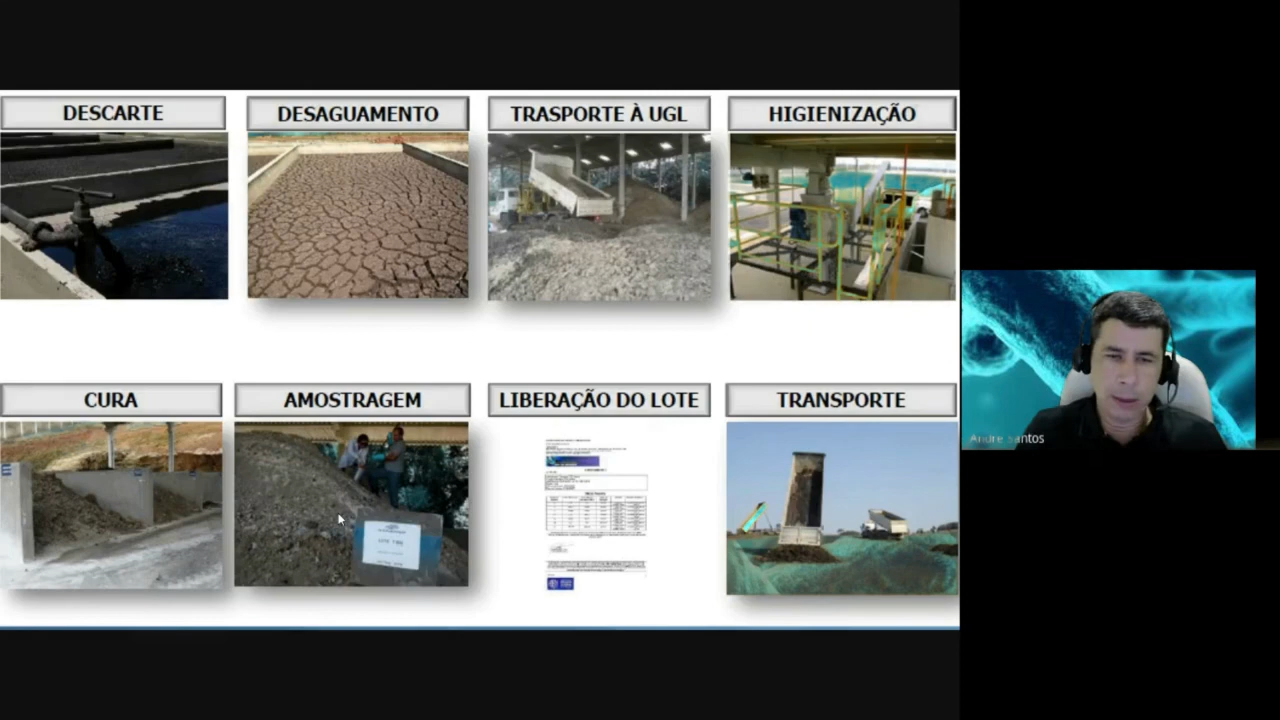 DESCARTE
DESAGUAMENTO
TRASPORTE À UGL
HIGIENIZAÇÃO
CURA
AMOSTRAGEM
LIBERAÇÃO DO LOTE
TRANSPORTE
Andre santos